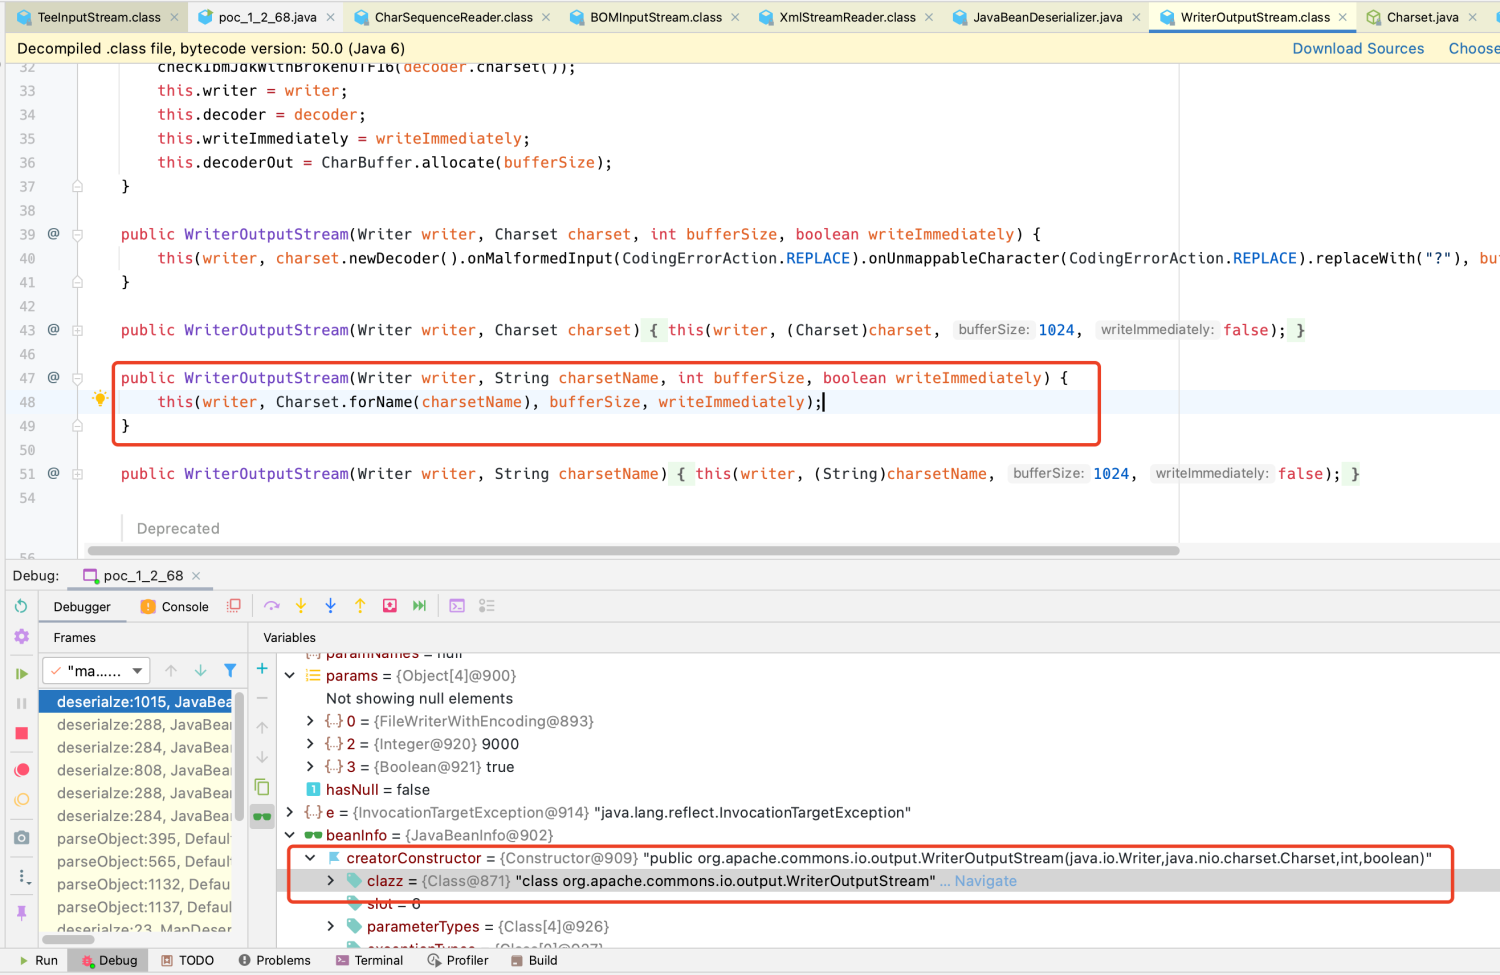 TeeInputStream.class × poc_1_2_68.java × CharSequenceReader.class × BOMInputStream.class × XmlStreamReader.class × JavaBeanDeserializer.java × WriterOutputStream.class × Charset.java ×
Decompiled .class file, bytecode version: 50.0 (Java 6) Download Sources Choose
32 checkIbmJdkWithBrokenUTF16(decoder.charset());
33 this.writer = writer;
34 this.decoder = decoder;
35 this.writeImmediately = writeImmediately;
36 this.decoderOut = CharBuffer.allocate(bufferSize);
37 }
38
39 @ public WriterOutputStream(Writer writer, Charset charset, int bufferSize, boolean writeImmediately) {
40 this(writer, charset.newDecoder().onMalformedInput(CodingErrorAction.REPLACE).onUnmappableCharacter(CodingErrorAction.REPLACE).replaceWith("?"), bu
41 }
42
43 @ public WriterOutputStream(Writer writer, Charset charset) { this(writer, (Charset)charset, bufferSize: 1024, writeImmediately: false); }
46
47 @ public WriterOutputStream(Writer writer, String charsetName, int bufferSize, boolean writeImmediately) {
48 this(writer, Charset.forName(charsetName), bufferSize, writeImmediately);
49 }
50
51 @ public WriterOutputStream(Writer writer, String charsetName) { this(writer, (String)charsetName, bufferSize: 1024, writeImmediately: false); }
54
Deprecated
56
Debug: poc_1_2_68 ×
Debugger Console
Frames
"ma...... 
deserialze:1015, JavaBea
deserialze:288, JavaBea
deserialze:284, JavaBea
deserialze:808, JavaBea
deserialze:288, JavaBea
deserialze:284, JavaBea
parseObject:395, Defaul
parseObject:565, Defaul
parseObject:1132, Defau
parseObject:1137, Defaul
deserialze:23, MapDeser
Variables
paramNames = null
params = {Object[4]@900}
Not showing null elements
0 = {FileWriterWithEncoding@893}
2 = {Integer@920} 9000
3 = {Boolean@921} true
hasNull = false
e = {InvocationTargetException@914} "java.lang.reflect.InvocationTargetException"
beanInfo = {JavaBeanInfo@902}
creatorConstructor = {Constructor@909} "public org.apache.commons.io.output.WriterOutputStream(java.io.Writer,java.nio.charset.Charset,int,boolean)"
clazz = {Class@871} "class org.apache.commons.io.output.WriterOutputStream" ... Navigate
slot = 6
parameterTypes = {Class[4]@926}
exceptionTypes = {Class[0]@927}
Run Debug TODO Problems Terminal Profiler Build